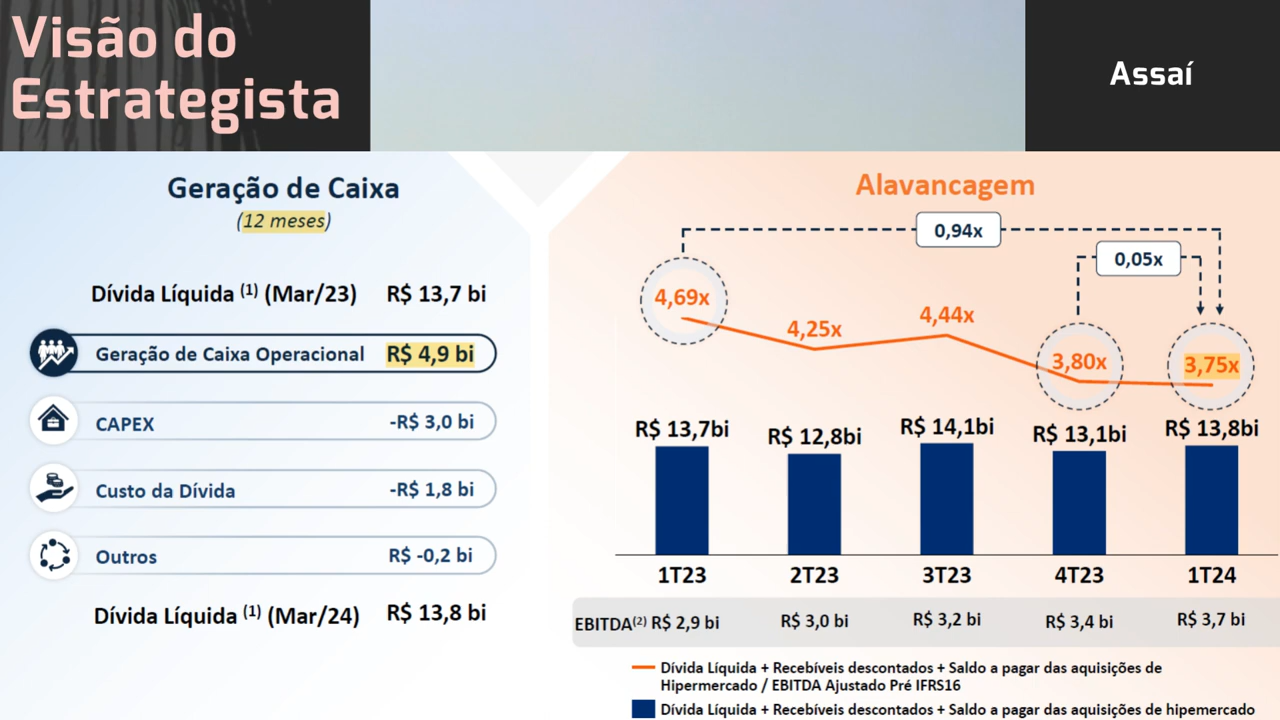 Visão do
Estrategista
Assaí
Geração de Caixa
(12 meses)
Dívida Líquida (1) (Mar/23) R$ 13,7 bi
Geração de Caixa Operacional R$ 4,9 bi
CAPEX -R$ 3,0 bi
Custo da Dívida -R$ 1,8 bi
Outros R$ -0,2 bi
Dívida Líquida (1) (Mar/24) R$ 13,8 bi
Alavancagem
0,94x
0,05x
4,69x 4,25x 4,44x 3,80x 3,75x
R$ 13,7bi R$ 12,8bi R$ 14,1bi R$ 13,1bi R$ 13,8bi
1T23 2T23 3T23 4T23 1T24
EBITDA(2) R$ 2,9 bi R$ 3,0 bi R$ 3,2 bi R$ 3,4 bi R$ 3,7 bi
Dívida Líquida + Recebíveis descontados + Saldo a pagar das aquisições de
Hipermercado / EBITDA Ajustado Pré IFRS16
Dívida Líquida + Recebíveis descontados + Saldo a pagar das aquisições de hipemercado